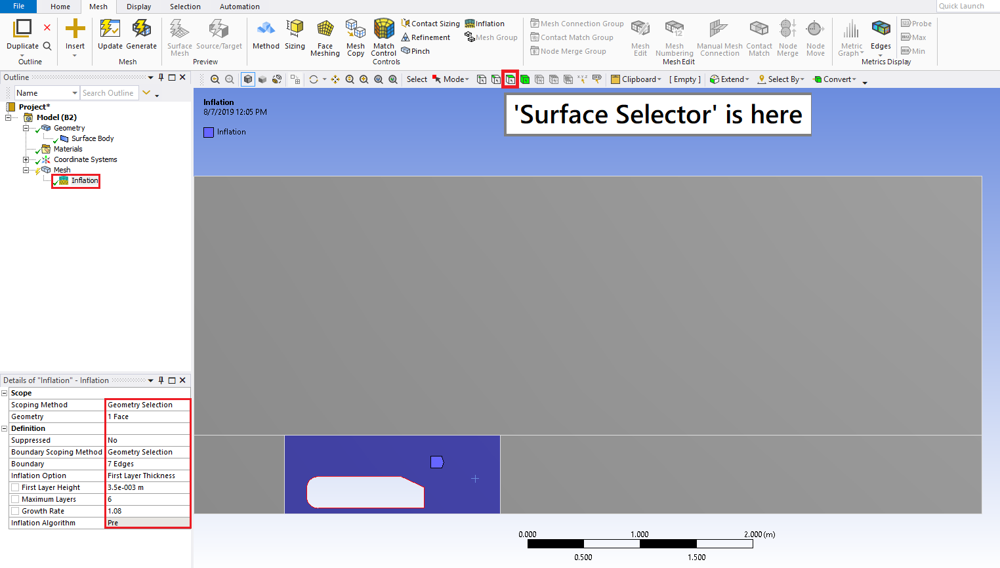 File Home Mesh Display Selection Automation Quick Launch
Duplicate Insert Update Generate Surface Mesh Source/Target Method Sizing Face Meshing Mesh Copy Match Control
Contact Sizing Inflation
Refinement Mesh Group
Pinch
Mesh Connection Group
Contact Match Group
Node Merge Group
Mesh Edit Mesh Numbering Manual Mesh Connection Contact Match Node Merge Node Move Metric Graph Edges
Probe
Max
Min
Outline Mesh Preview Controls Mesh Edit Metrics Display
Outline
Select Mode Clipboard [ Empty ] Extend Select By Convert
Name Search Outline
Project*
Model (B2)
Geometry
Surface Body
Materials
Coordinate Systems
Mesh
Inflation
Inflation
8/7/2019 12:05 PM
Inflation
'Surface Selector' is here
Details of "Inflation" - Inflation
Scope
Scoping Method Geometry Selection
Geometry 1 Face
Definition
Suppressed No
Boundary Scoping Method Geometry Selection
Boundary 7 Edges
Inflation Option First Layer Thickness
First Layer Height 3.5e-003 m
Maximum Layers 6
Growth Rate 1.08
Inflation Algorithm Pre
0.000 1.000 2.000 (m)
0.500 1.500